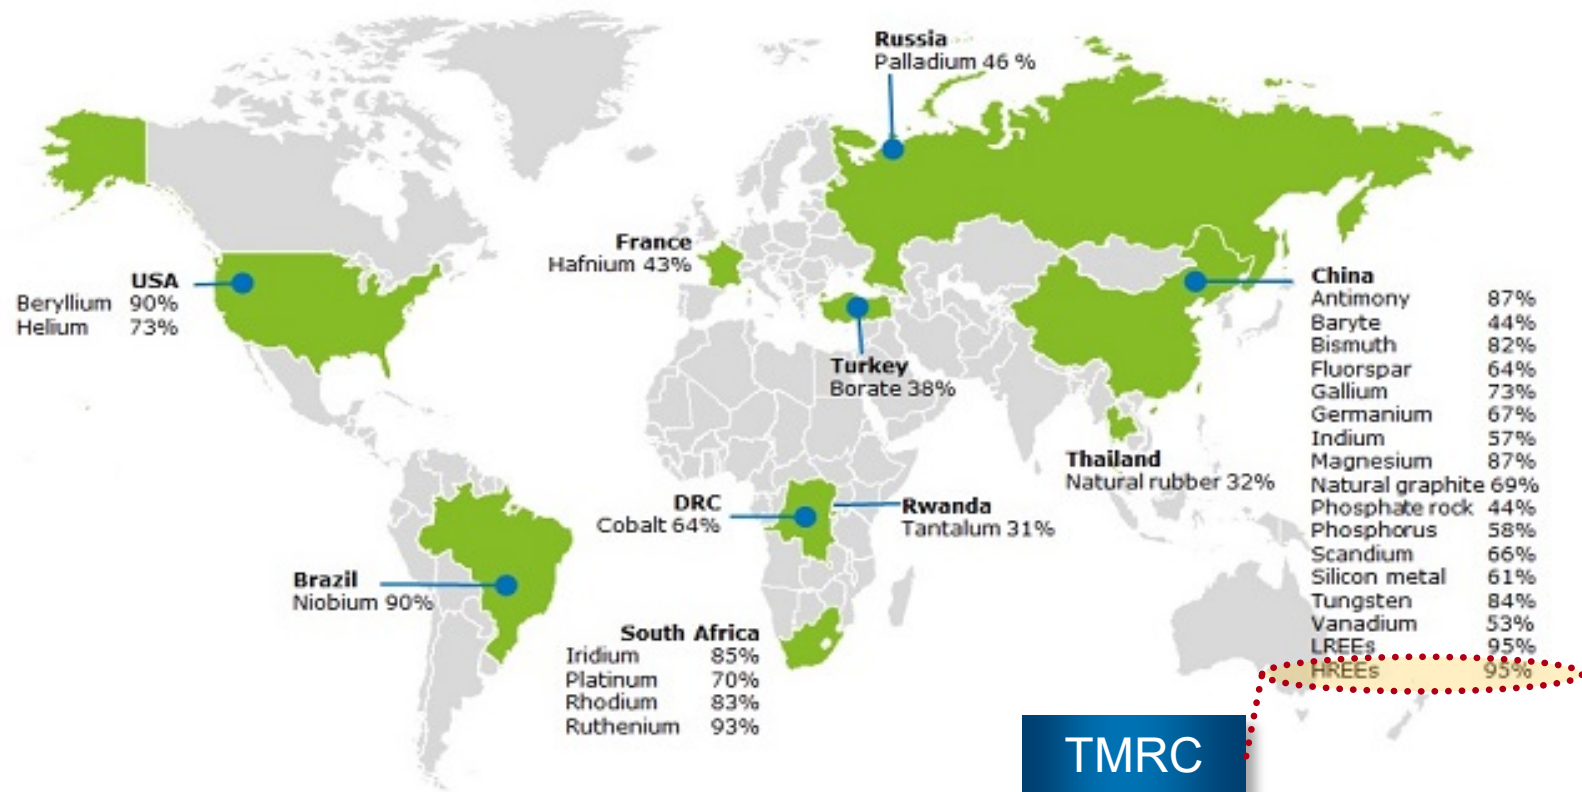 Russia
Palladium 46 %
France
Hafnium 43%
USA
Beryllium 90%
Helium 73%
China
Antimony 87%
Baryte 44%
Bismuth 82%
Fluorspar 64%
Gallium 73%
Germanium 67%
Indium 57%
Magnesium 87%
Natural graphite 69%
Phosphate rock 44%
Phosphorus 58%
Scandium 66%
Silicon metal 61%
Tungsten 84%
Vanadium 53%
LREEs 95%
HREEs 95%
Turkey
Borate 38%
Thailand
Natural rubber 32%
DRC
Cobalt 64%
Rwanda
Tantalum 31%
Brazil
Niobium 90%
South Africa
Iridium 85%
Platinum 70%
Rhodium 83%
Ruthenium 93%
TMRC